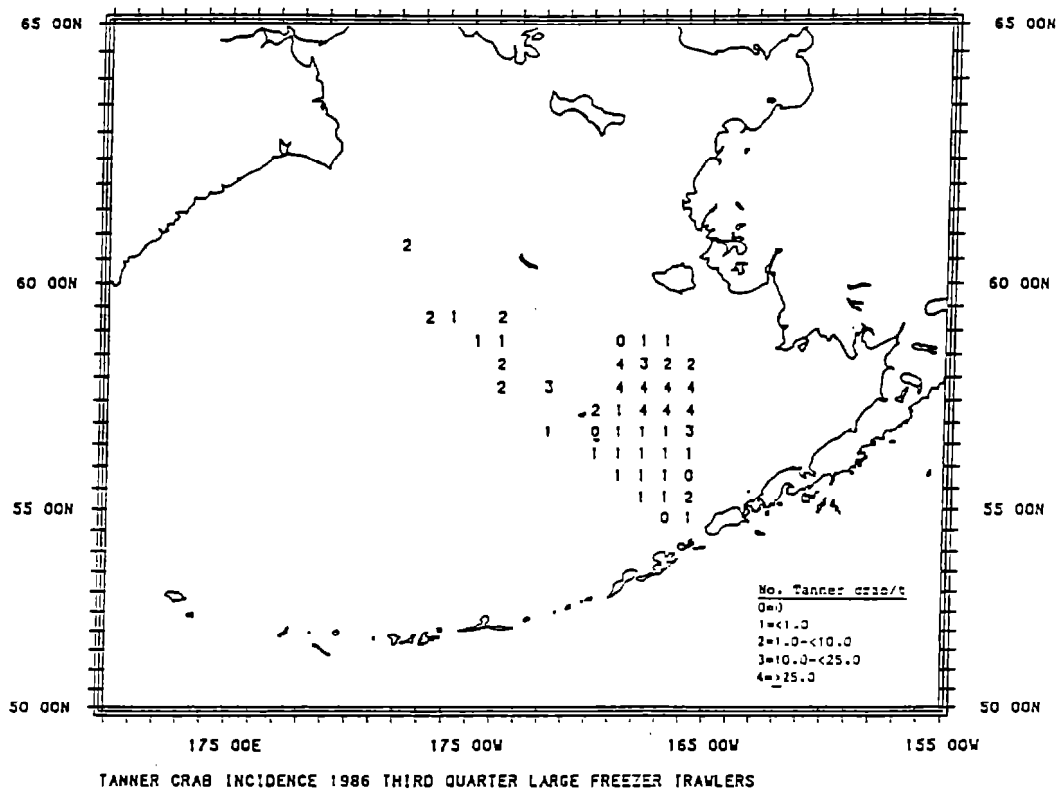 65 00N 65 00N
2
60 00N 60 00N
2 1 2
1 1 0 1 1
2 4 3 2 2
2 3 4 4 4 4
2 1 4 4 4
1 0 1 1 1 3
1 1 1 1 1
1 1 1 0
55 00N 1 1 2 55 00N
0 1
No. Tanner crab/t
0=0
1=<1.0
2=1.0-<10.0
3=10.0-<25.0
4=≥25.0
50 00N 50 00N
175 00E 175 00W 165 00W 155 00W
TANNER CRAB INCIDENCE 1986 THIRD QUARTER LARGE FREEZER TRAWLERS